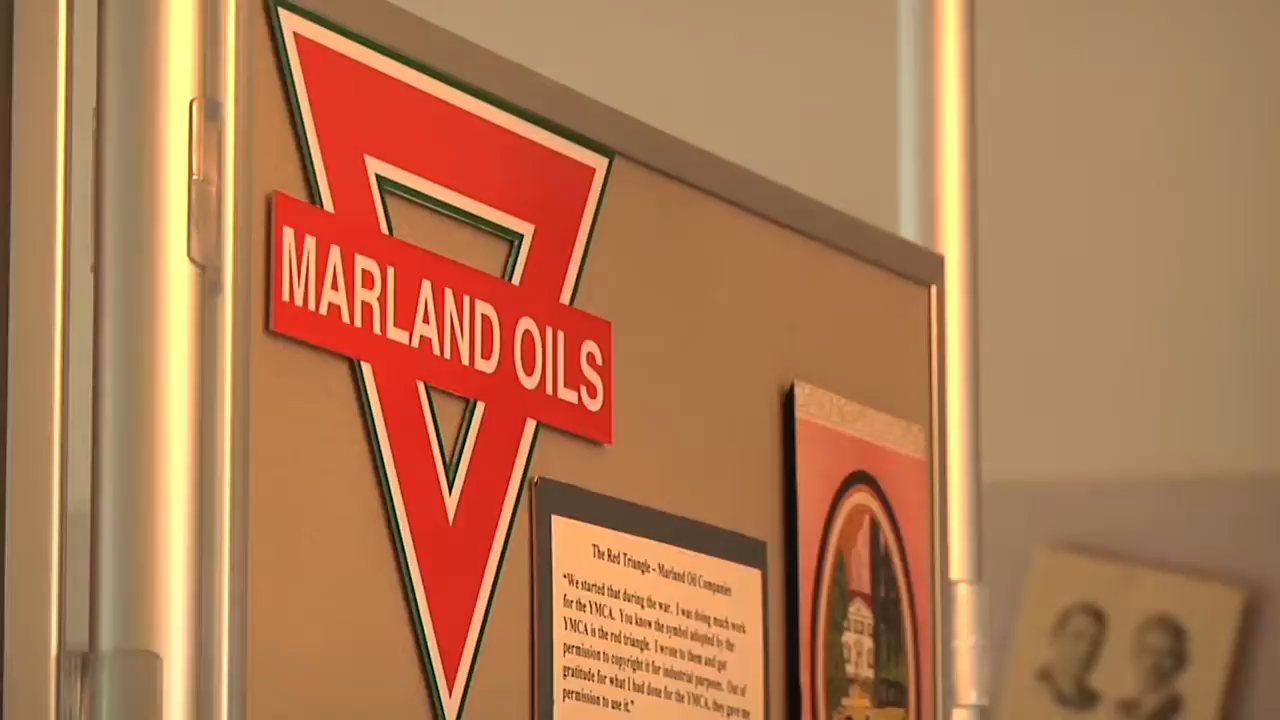 MARLAND OILS
The Red Triangle – Marland Oil Companies
"We started that during the war. I was doing much work
for the YMCA. You know the symbol adopted by the
YMCA is the red triangle. I wrote to them and got
permission to copyright it for industrial purposes. Out of
gratitude for what I had done for the YMCA, they gave me
permission to use it."